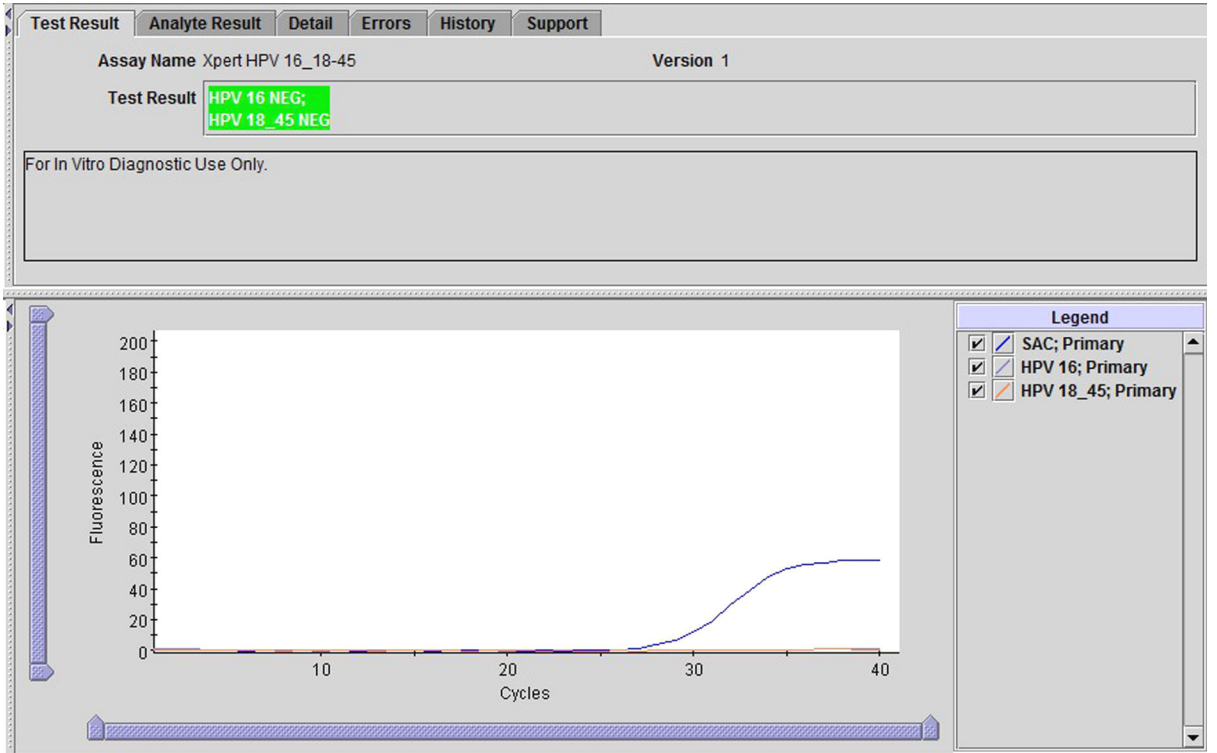 Test Result Analyte Result Detail Errors History Support
Assay Name Xpert HPV 16_18-45 Version 1
Test Result HPV 16 NEG;
HPV 18_45 NEG
For In Vitro Diagnostic Use Only.
Legend
SAC; Primary
HPV 16; Primary
HPV 18_45; Primary
Fluorescence
200
180
160
140
120
100
80
60
40
20
0
10 20 30 40
Cycles